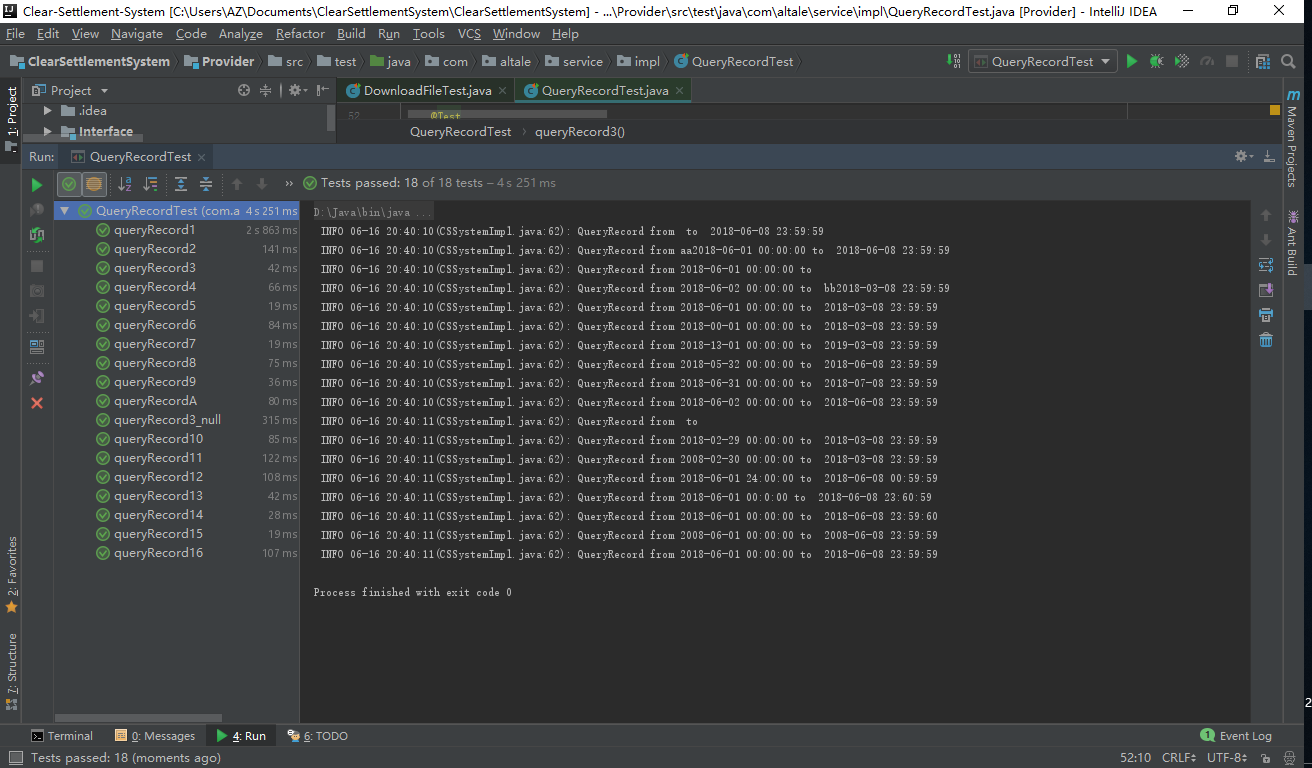 Clear-Settlement-System [C:\Users\AZ\Documents\ClearSettlementSystem\ClearSettlementSystem] - ...\Provider\src\test\java\com\altale\service\impl\QueryRecordTest.java [Provider] - IntelliJ IDEA
File Edit View Navigate Code Analyze Refactor Build Run Tools VCS Window Help
ClearSettlementSystem Provider src test java com altale service impl QueryRecordTest QueryRecordTest
1: Project
Project
DownloadFileTest.java
QueryRecordTest.java
.idea
Interface
52
@Test
QueryRecordTest queryRecord3()
Maven Projects
Ant Build
Run: QueryRecordTest
Tests passed: 18 of 18 tests – 4 s 251 ms
QueryRecordTest (com.a 4 s 251 ms
queryRecord1 2 s 863 ms
queryRecord2 141 ms
queryRecord3 42 ms
queryRecord4 66 ms
queryRecord5 19 ms
queryRecord6 84 ms
queryRecord7 19 ms
queryRecord8 75 ms
queryRecord9 36 ms
queryRecordA 80 ms
queryRecord3_null 315 ms
queryRecord10 85 ms
queryRecord11 122 ms
queryRecord12 108 ms
queryRecord13 42 ms
queryRecord14 28 ms
queryRecord15 19 ms
queryRecord16 107 ms
D:\Java\bin\java ...
INFO 06-16 20:40:10(CSSystemImpl.java:62): QueryRecord from  to  2018-06-08 23:59:59
INFO 06-16 20:40:10(CSSystemImpl.java:62): QueryRecord from aa2018-06-01 00:00:00 to  2018-06-08 23:59:59
INFO 06-16 20:40:10(CSSystemImpl.java:62): QueryRecord from 2018-06-01 00:00:00 to
INFO 06-16 20:40:10(CSSystemImpl.java:62): QueryRecord from 2018-06-02 00:00:00 to  bb2018-03-08 23:59:59
INFO 06-16 20:40:10(CSSystemImpl.java:62): QueryRecord from 2018-06-01 00:00:00 to  2018-03-08 23:59:59
INFO 06-16 20:40:10(CSSystemImpl.java:62): QueryRecord from 2018-00-01 00:00:00 to  2018-03-08 23:59:59
INFO 06-16 20:40:10(CSSystemImpl.java:62): QueryRecord from 2018-13-01 00:00:00 to  2019-03-08 23:59:59
INFO 06-16 20:40:10(CSSystemImpl.java:62): QueryRecord from 2018-05-32 00:00:00 to  2018-06-08 23:59:59
INFO 06-16 20:40:10(CSSystemImpl.java:62): QueryRecord from 2018-06-31 00:00:00 to  2018-07-08 23:59:59
INFO 06-16 20:40:10(CSSystemImpl.java:62): QueryRecord from 2018-06-02 00:00:00 to  2018-06-08 23:59:59
INFO 06-16 20:40:11(CSSystemImpl.java:62): QueryRecord from  to
INFO 06-16 20:40:11(CSSystemImpl.java:62): QueryRecord from 2018-02-29 00:00:00 to  2018-03-08 23:59:59
INFO 06-16 20:40:11(CSSystemImpl.java:62): QueryRecord from 2008-02-30 00:00:00 to  2018-03-08 23:59:59
INFO 06-16 20:40:11(CSSystemImpl.java:62): QueryRecord from 2018-06-01 24:00:00 to  2018-06-08 00:59:59
INFO 06-16 20:40:11(CSSystemImpl.java:62): QueryRecord from 2018-06-01 00:0:00 to  2018-06-08 23:60:59
INFO 06-16 20:40:11(CSSystemImpl.java:62): QueryRecord from 2018-06-01 00:00:00 to  2018-06-08 23:59:60
INFO 06-16 20:40:11(CSSystemImpl.java:62): QueryRecord from 2008-06-01 00:00:00 to  2008-06-08 23:59:59
INFO 06-16 20:40:11(CSSystemImpl.java:62): QueryRecord from 2018-06-01 00:00:00 to  2018-06-08 23:59:59
Process finished with exit code 0
2: Favorites
7: Structure
2
Terminal 0: Messages 4: Run 6: TODO 1 Event Log
Tests passed: 18 (moments ago) 52:10 CRLF UTF-8